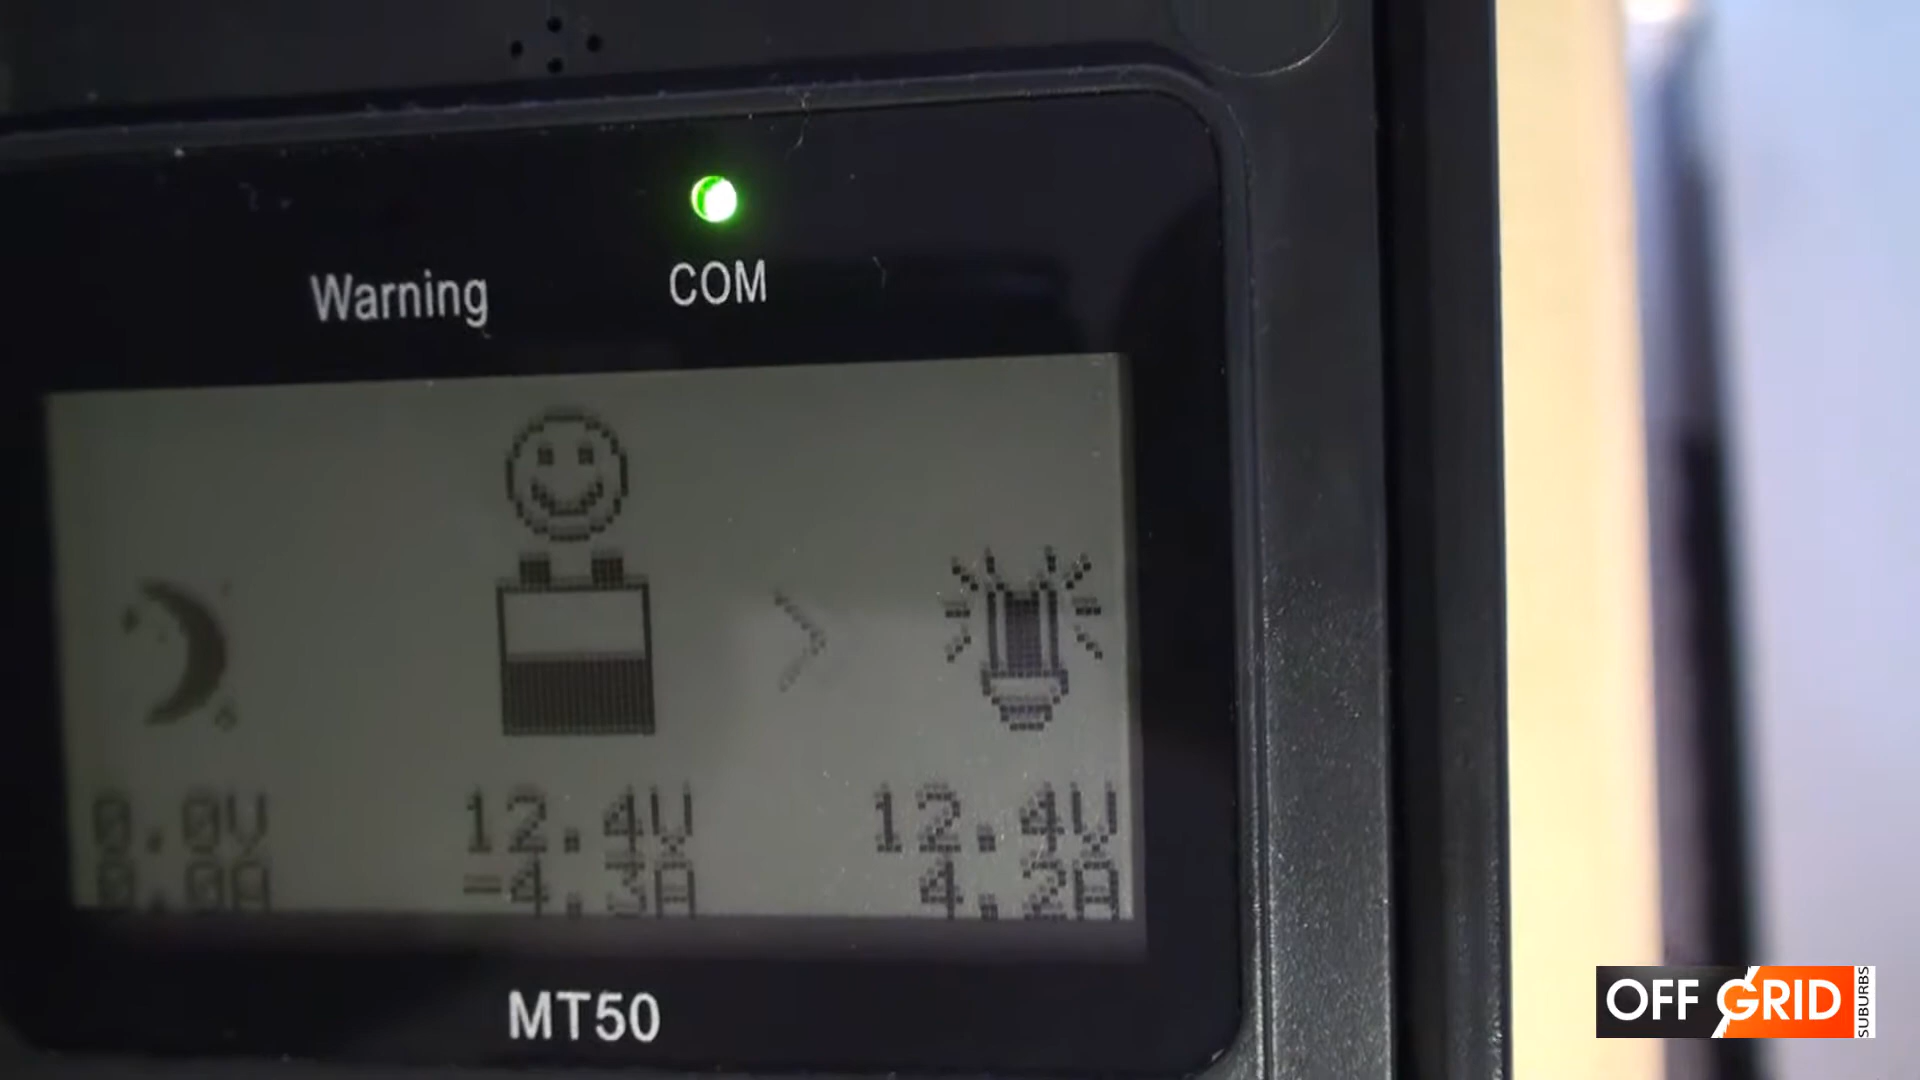 Warning
COM
0.0V 12.4V 12.4V
0.0A -4.3A 4.2A
MT50
OFF GRID SUBURBS